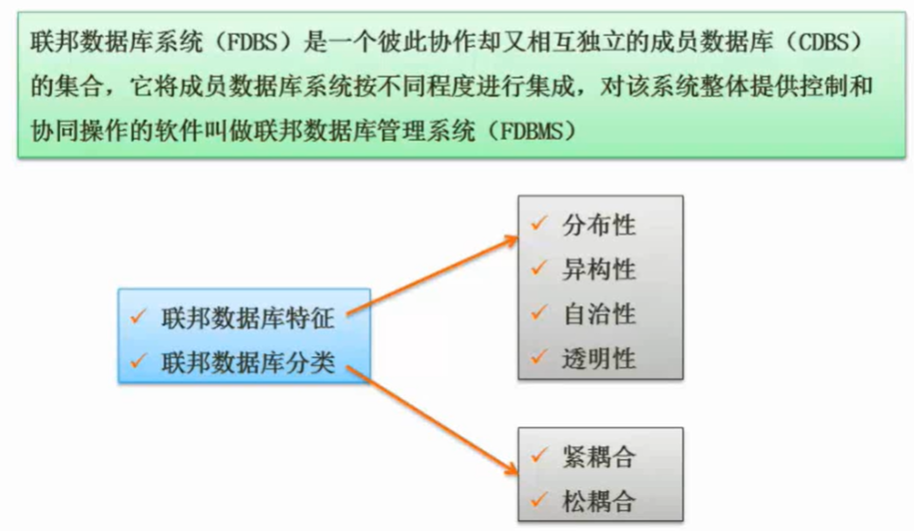 联邦数据库系统（FDBS）是一个彼此协作却又相互独立的成员数据库（CDBS）
的集合，它将成员数据库系统按不同程度进行集成，对该系统整体提供控制和
协同操作的软件叫做联邦数据库管理系统（FDBMS）
✓ 联邦数据库特征
✓ 联邦数据库分类
✓ 分布性
✓ 异构性
✓ 自治性
✓ 透明性
✓ 紧耦合
✓ 松耦合